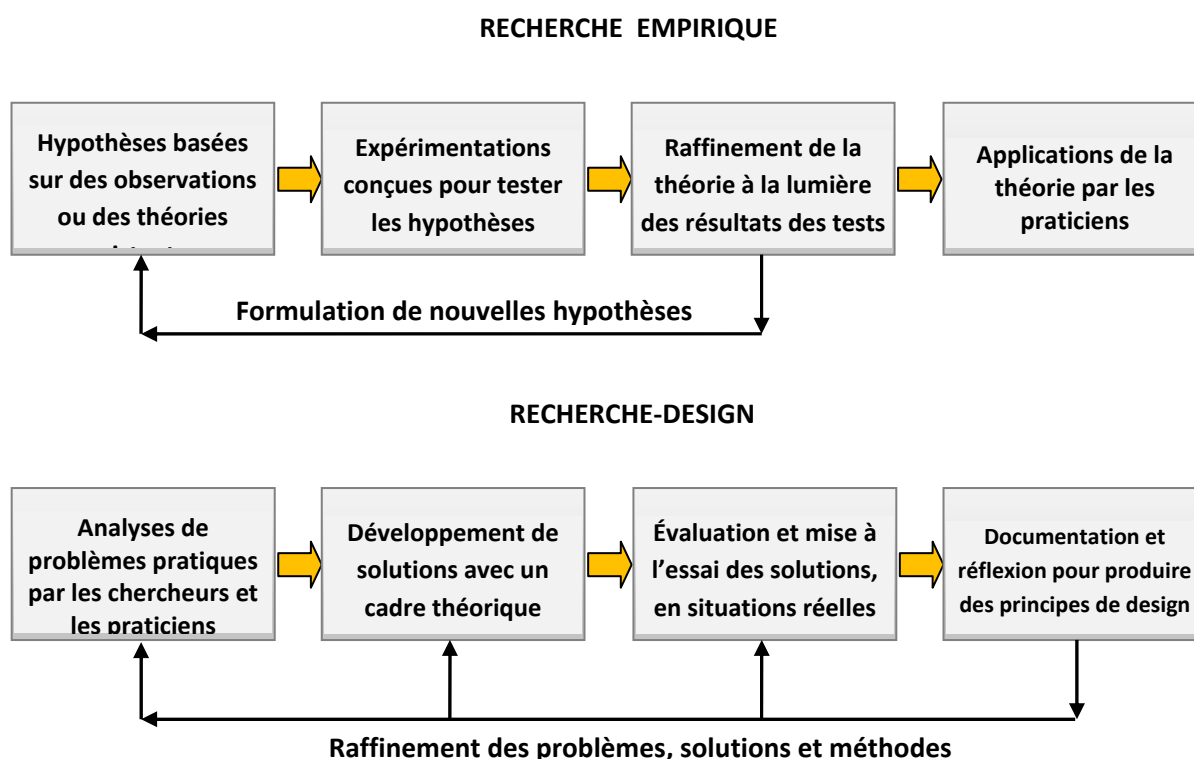 RECHERCHE EMPIRIQUE
Hypothèses basées
sur des observations
ou des théories
Expérimentations
conçues pour tester
les hypothèses
Raffinement de la
théorie à la lumière
des résultats des tests
Applications de la
théorie par les
praticiens
Formulation de nouvelles hypothèses
RECHERCHE-DESIGN
Analyses de
problèmes pratiques
par les chercheurs et
les praticiens
Développement de
solutions avec un
cadre théorique
Évaluation et mise à
l’essai des solutions,
en situations réelles
Documentation et
réflexion pour produire
des principes de design
Raffinement des problèmes, solutions et méthodes